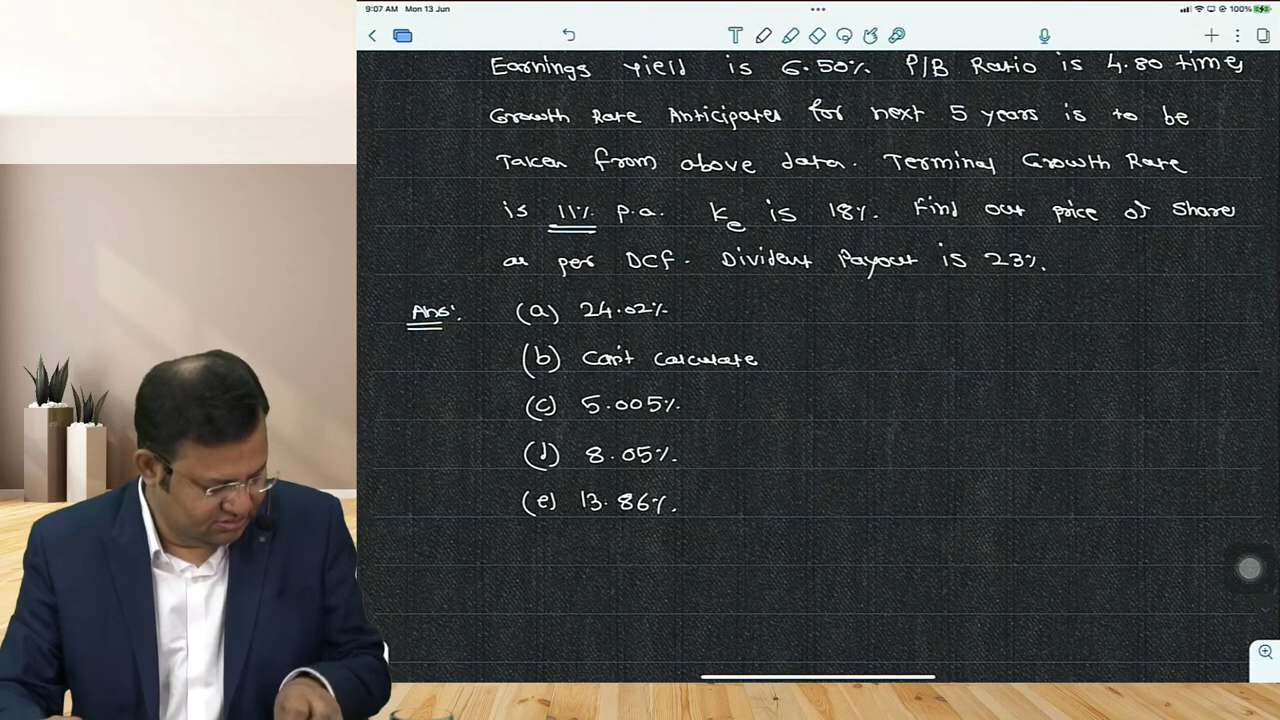 9:07 AM Mon 13 Jun
100%
Earnings Yield is 6.50%. P/B Ratio is 4.80 times
Growth Rate Anticipated for next 5 years is to be
Taken from above data. Terminal Growth Rate
is 11% p.a. Ke is 18%. Find out price of Share
as per DCF. Dividend Payout is 23%.
Ans: (a) 24.02%
(b) Can't calculate
(c) 5.005%.
(d) 8.05%.
(e) 13.86%.